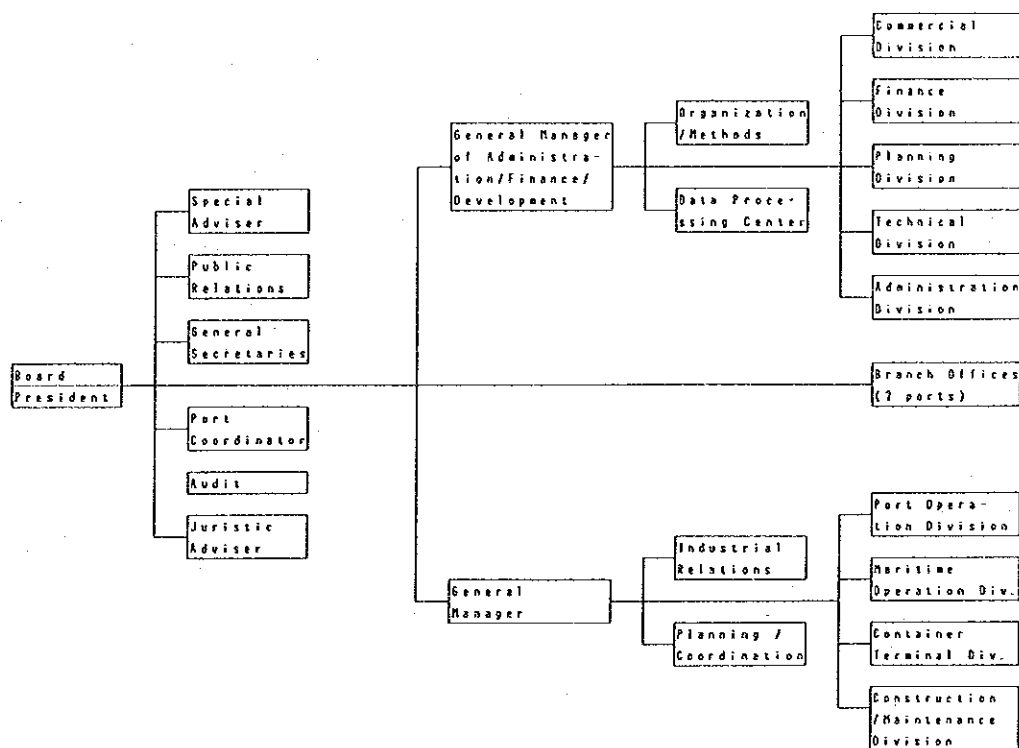 Board
President
Special
Adviser
Public
Relations
General
Secretaries
Port
Coordinator
Audit
Juristic
Adviser
General Manager
of Administra-
tion/Finance/
Development
Organization
/Methods
Data Proce-
ssing Center
Commercial
Division
Finance
Division
Planning
Division
Technical
Division
Administration
Division
Branch Offices
(7 ports)
General
Manager
Industrial
Relations
Planning /
Coordination
Port Opera-
tion Division
Maritime
Operation Div.
Container
Terminal Div.
Construction
/Maintenance
Division